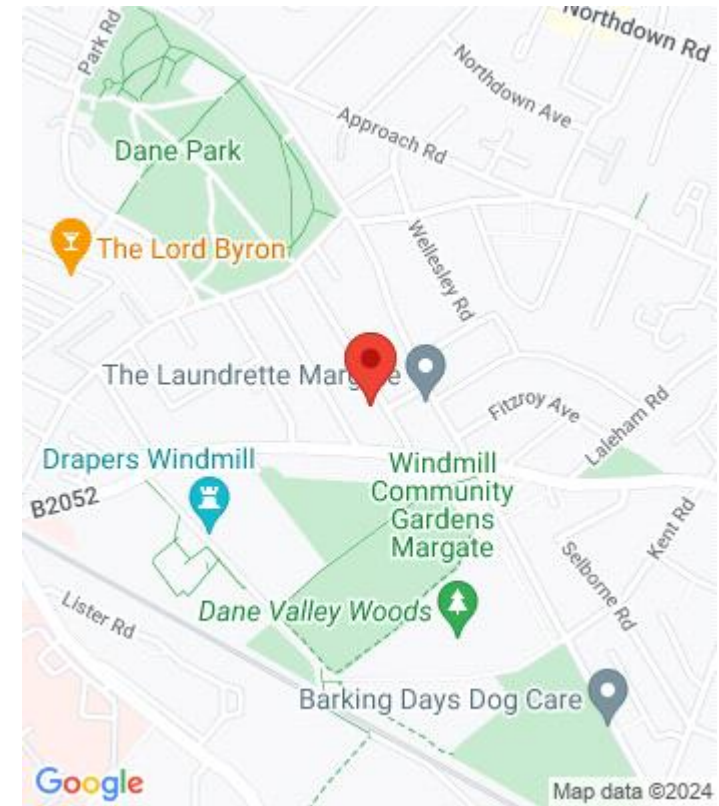 Northdown Rd
Park Rd
Northdown Ave
Approach Rd
Dane Park
The Lord Byron
Wellesley Rd
The Laundrette Marg
e
Fitzroy Ave
Laleham Rd
Drapers Windmill
Windmill
Community
Gardens
Margate
B2052
Kent Rd
Selborne Rd
Lister Rd
Dane Valley Woods
Barking Days Dog Care
Google
Map data ©2024